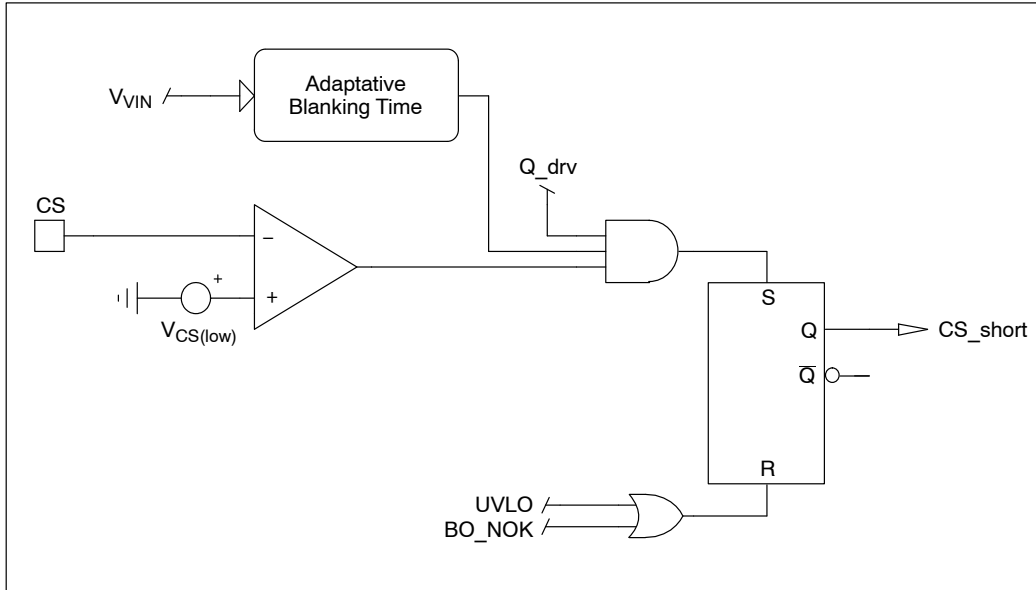 Adaptative
Blanking Time
V_VIN
Q_drv
CS
–
+
+
V_CS(low)
S
Q
CS_short
Q̅
R
UVLO
BO_NOK